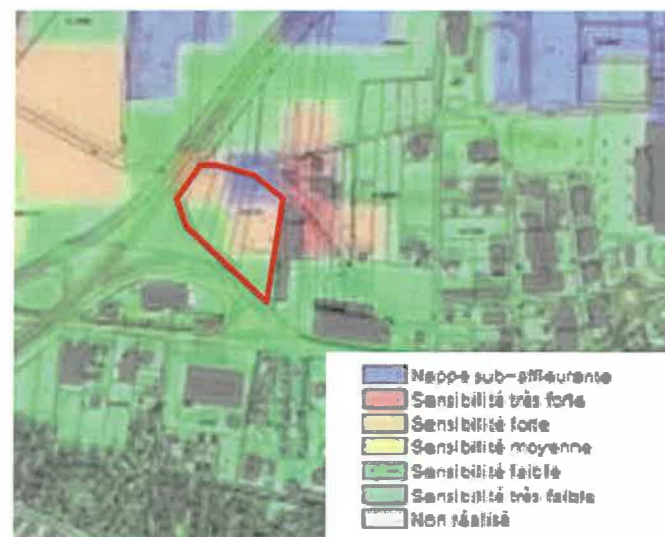 Nappe sub-affleurante
Sensibilité très forte
Sensibilité forte
Sensibilité moyenne
Sensibilité faible
Sensibilité très faible
Non réalisé